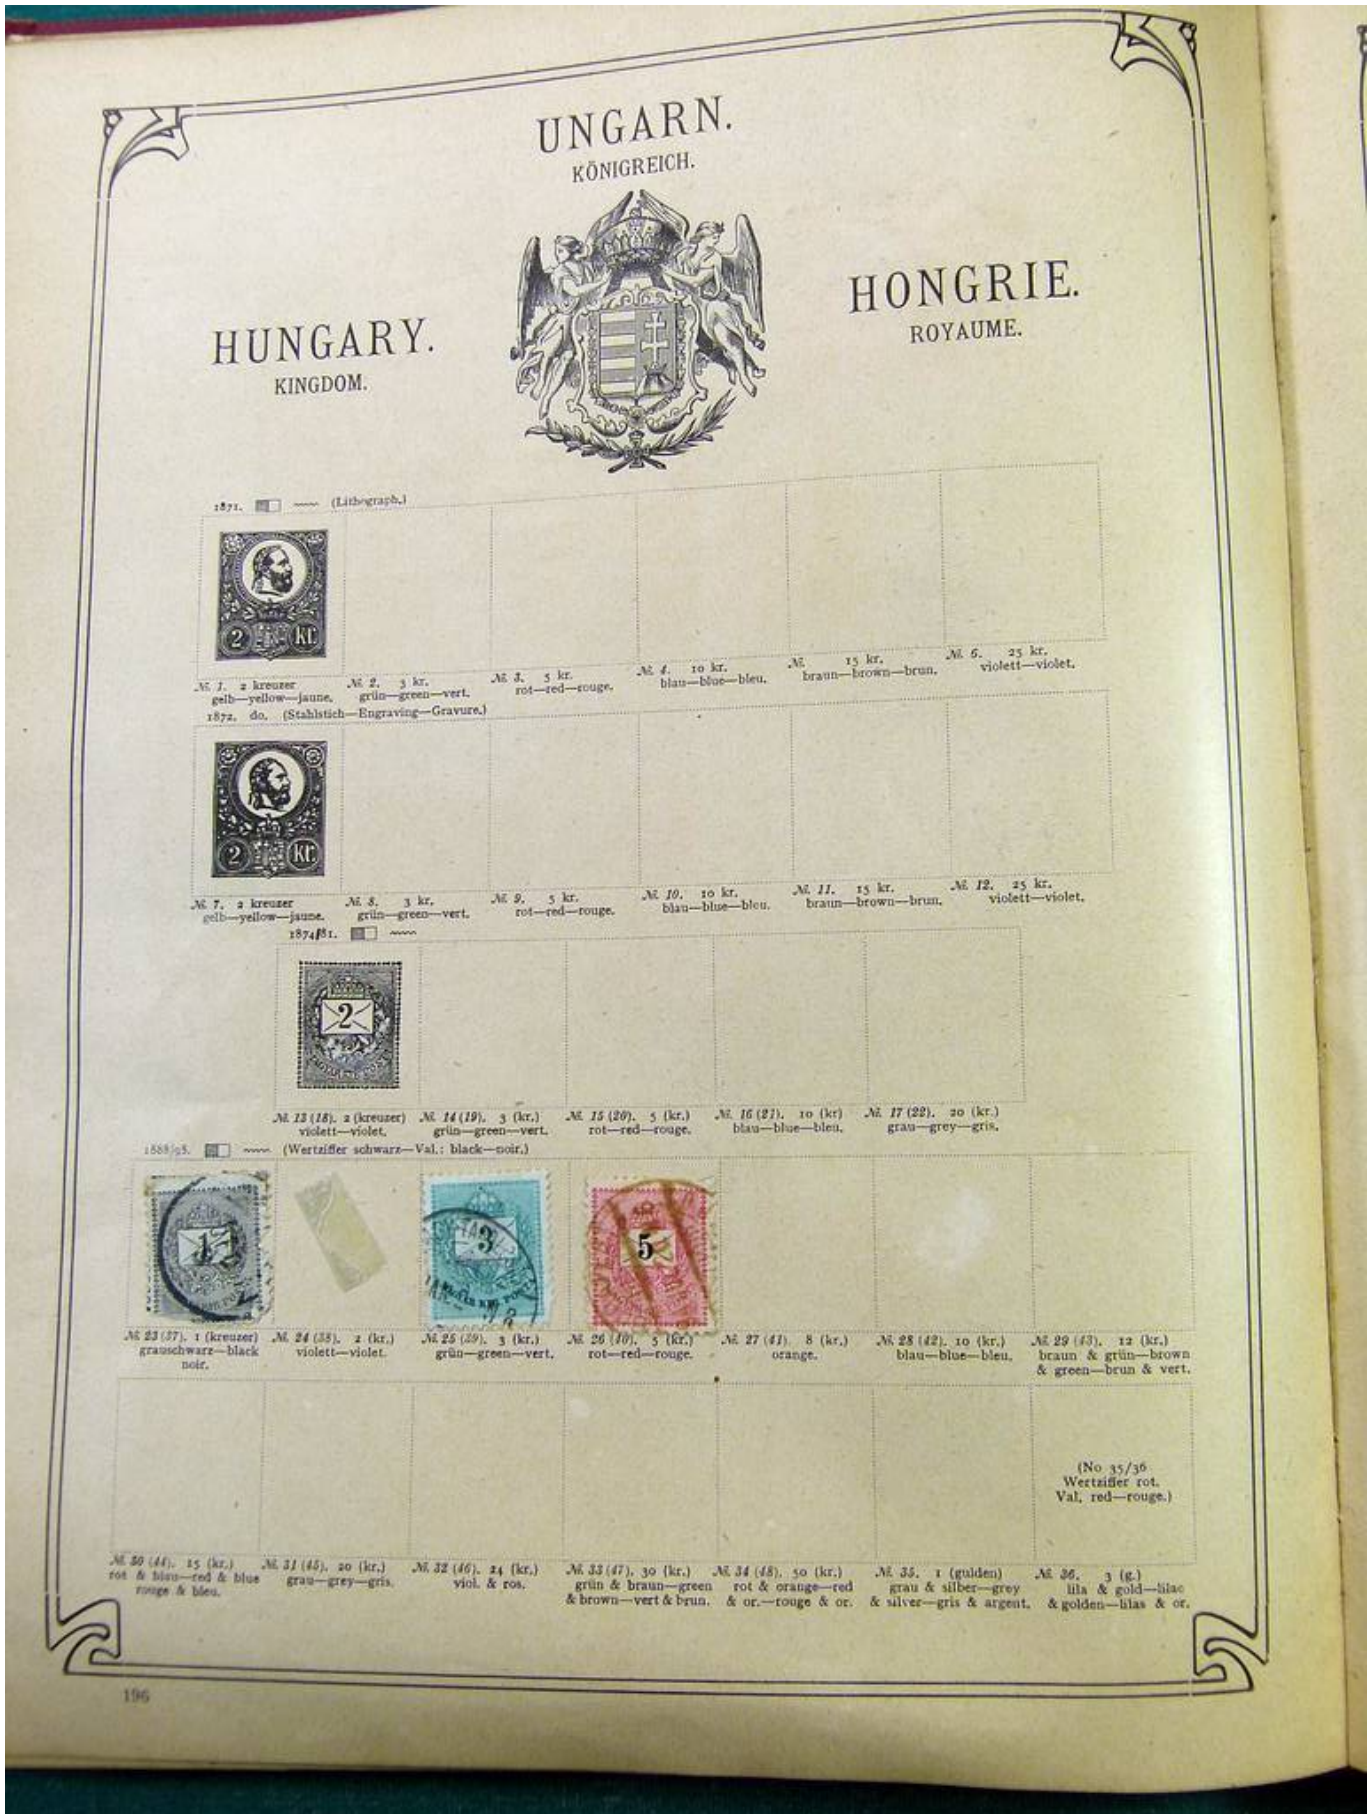 UNGARN.
KÖNIGREICH.
HUNGARY.
KINGDOM.
HONGRIE.
ROYAUME.
1871. (Lithograph.)
2 kr.
№. 1. 2 kreuzer
gelb—yellow—jaune.
№. 2. 3 kr.
grün—green—vert.
№. 3. 5 kr.
rot—red—rouge.
№. 4. 10 kr.
blau—blue—bleu.
№. 15 kr.
braun—brown—brun.
№. 6. 25 kr.
violett—violet.
1872. do. (Stahlstich—Engraving—Gravure.)
2 kr.
№. 7. 2 kreuzer
gelb—yellow—jaune.
№. 8. 3 kr.
grün—green—vert.
№. 9. 5 kr.
rot—red—rouge.
№. 10. 10 kr.
blau—blue—bleu.
№. 11. 15 kr.
braun—brown—brun.
№. 12. 25 kr.
violett—violet.
1874/81.
2
№. 13 (18). 2 (kreuzer)
violett—violet.
№. 14 (19). 3 (kr.)
grün—green—vert.
№. 15 (20). 5 (kr.)
rot—red—rouge.
№. 16 (21). 10 (kr)
blau—blue—bleu.
№. 17 (22). 20 (kr.)
grau—grey—gris.
1888/98. (Wertziffer schwarz—Val.: black—noir.)
1
3
5
№. 23 (37). 1 (kreuzer)
grauschwarz—black
noir.
№. 24 (38). 2 (kr.)
violett—violet.
№. 25 (39). 3 (kr.)
grün—green—vert.
№. 26 (40). 5 (kr.)
rot—red—rouge.
№. 27 (41). 8 (kr.)
orange.
№. 28 (42). 10 (kr.)
blau—blue—bleu.
№. 29 (43). 12 (kr.)
braun & grün—brown
& green—brun & vert.
(No 35/36
Wertziffer rot.
Val. red—rouge.)
№. 30 (44). 15 (kr.)
rot & blau—red & blue
rouge & bleu.
№. 31 (45). 20 (kr.)
grau—grey—gris.
№. 32 (46). 24 (kr.)
viol. & ros.
№. 33 (47). 30 (kr.)
grün & braun—green
& brown—vert & brun.
№. 34 (48). 50 (kr.)
rot & orange—red
& or.—rouge & or.
№. 35. 1 (gulden)
grau & silber—grey
& silver—gris & argent.
№. 36. 3 (g.)
lila & gold—lilac
& golden—lilas & or.
196